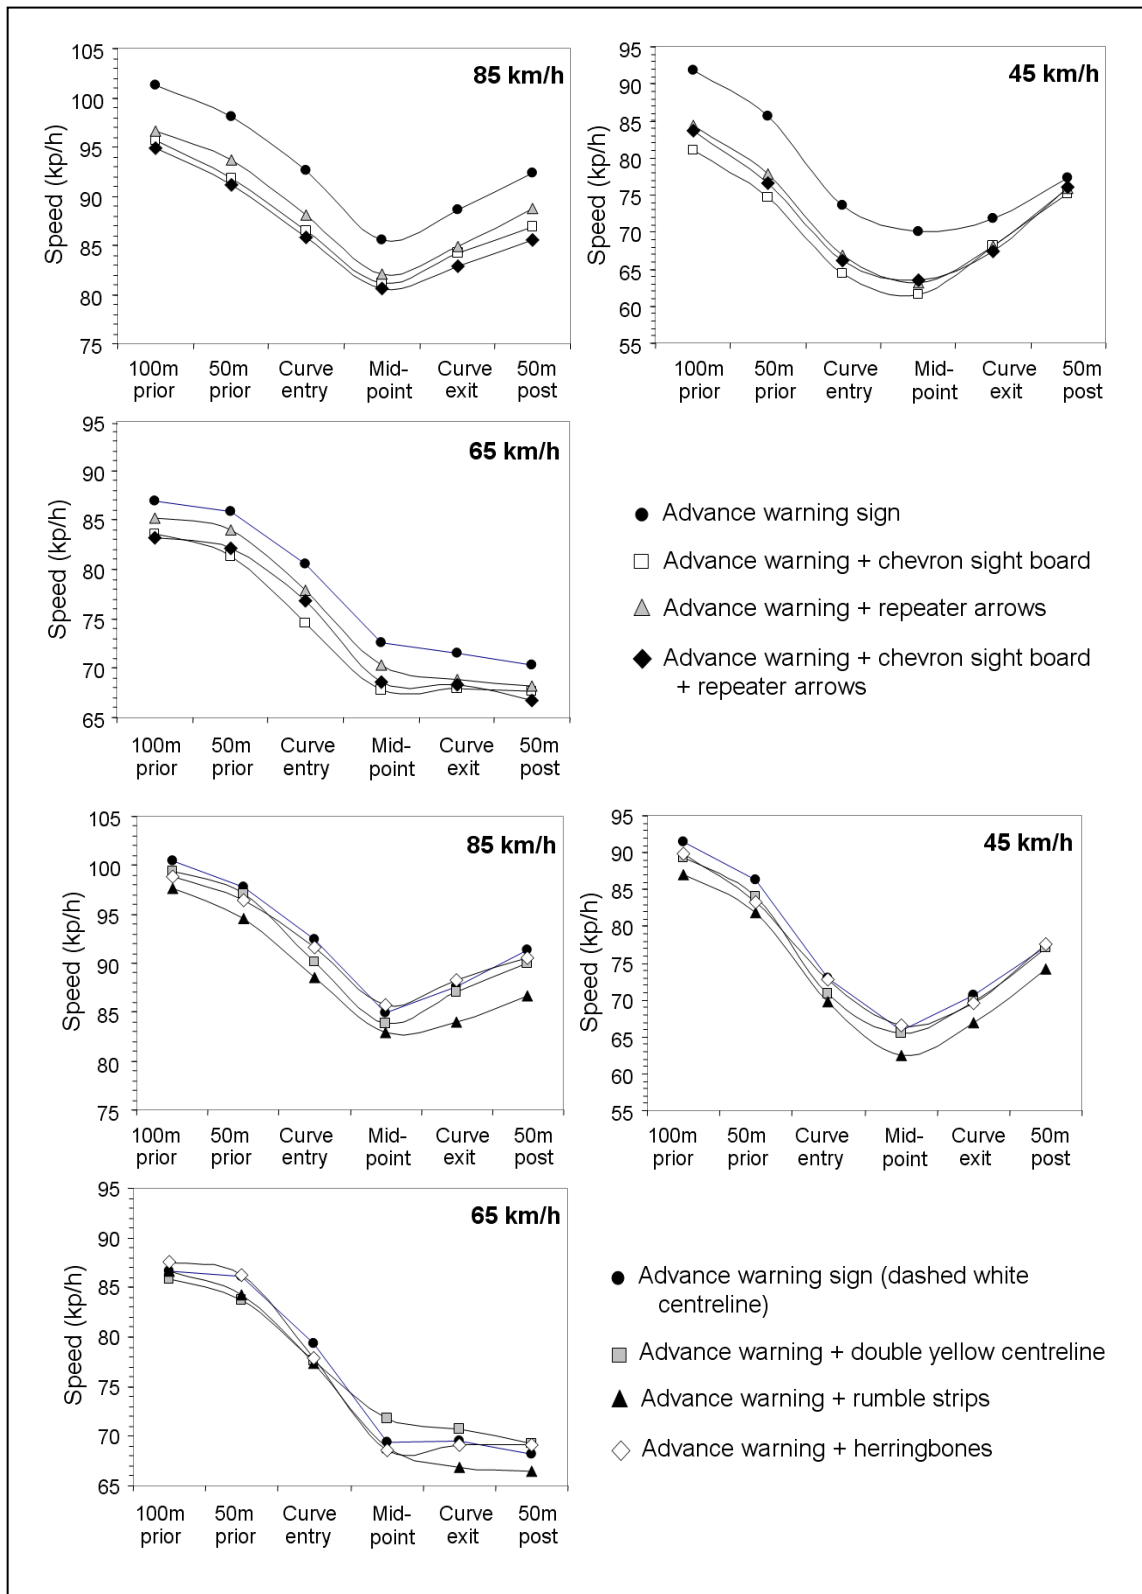 105
100
95
90
85
80
75
Speed (kp/h)
85 km/h
100m prior
50m prior
Curve entry
Mid-point
Curve exit
50m post
95
90
85
80
75
70
65
60
55
Speed (kp/h)
45 km/h
100m prior
50m prior
Curve entry
Mid-point
Curve exit
50m post
95
90
85
80
75
70
65
Speed (kp/h)
65 km/h
100m prior
50m prior
Curve entry
Mid-point
Curve exit
50m post
Advance warning sign
Advance warning + chevron sight board
Advance warning + repeater arrows
Advance warning + chevron sight board
+ repeater arrows
105
100
95
90
85
80
75
Speed (kp/h)
85 km/h
100m prior
50m prior
Curve entry
Mid-point
Curve exit
50m post
95
90
85
80
75
70
65
60
55
Speed (kp/h)
45 km/h
100m prior
50m prior
Curve entry
Mid-point
Curve exit
50m post
95
90
85
80
75
70
65
Speed (kp/h)
65 km/h
100m prior
50m prior
Curve entry
Mid-point
Curve exit
50m post
Advance warning sign (dashed white
centreline)
Advance warning + double yellow centreline
Advance warning + rumble strips
Advance warning + herringbones